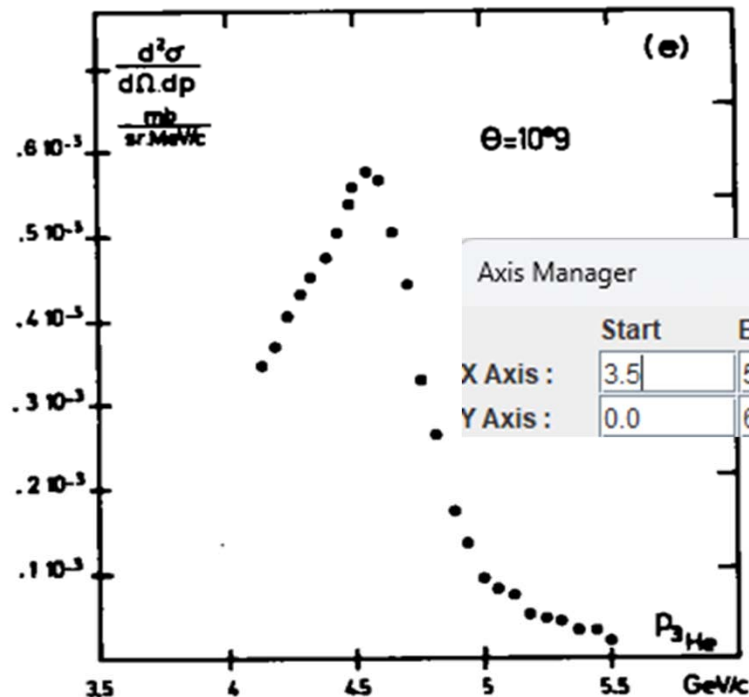 (e)
d²σ
dΩ.dp
mb
sr.MeV/c
.6 10⁻³
θ=10°9
.5 10⁻³
.4 10⁻³
.3 10⁻³
.2 10⁻³
.1 10⁻³
Axis Manager
Start
X Axis : 3.5 5
Y Axis : 0.0 6
P₃He
3.5 4 4.5 5 5.5 GeV/c